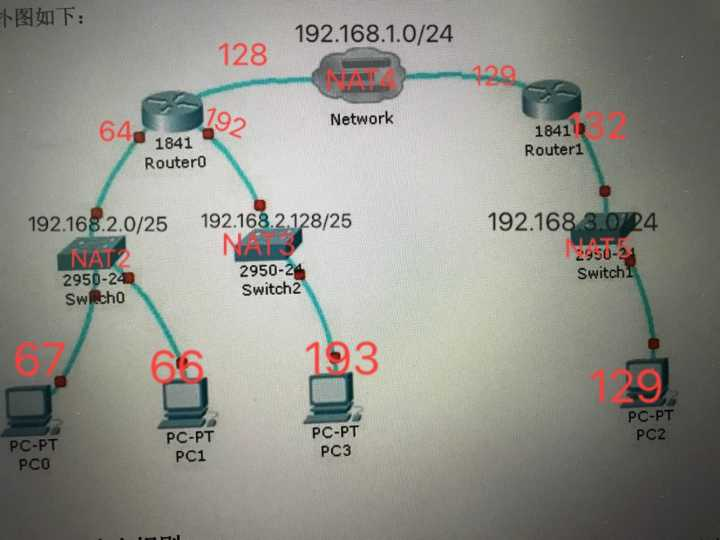 外图如下：
192.168.1.0/24
128
NAT4
129
Network
64
192
1841
Router0
1841
132
Router1
192.168.2.0/25
192.168.2.128/25
192.168.3.0/24
NAT2
NAT3
NAT5
2950-24
Switch0
2950-24
Switch2
2950-24
Switch1
67
66
193
129
PC-PT
PC0
PC-PT
PC1
PC-PT
PC3
PC-PT
PC2